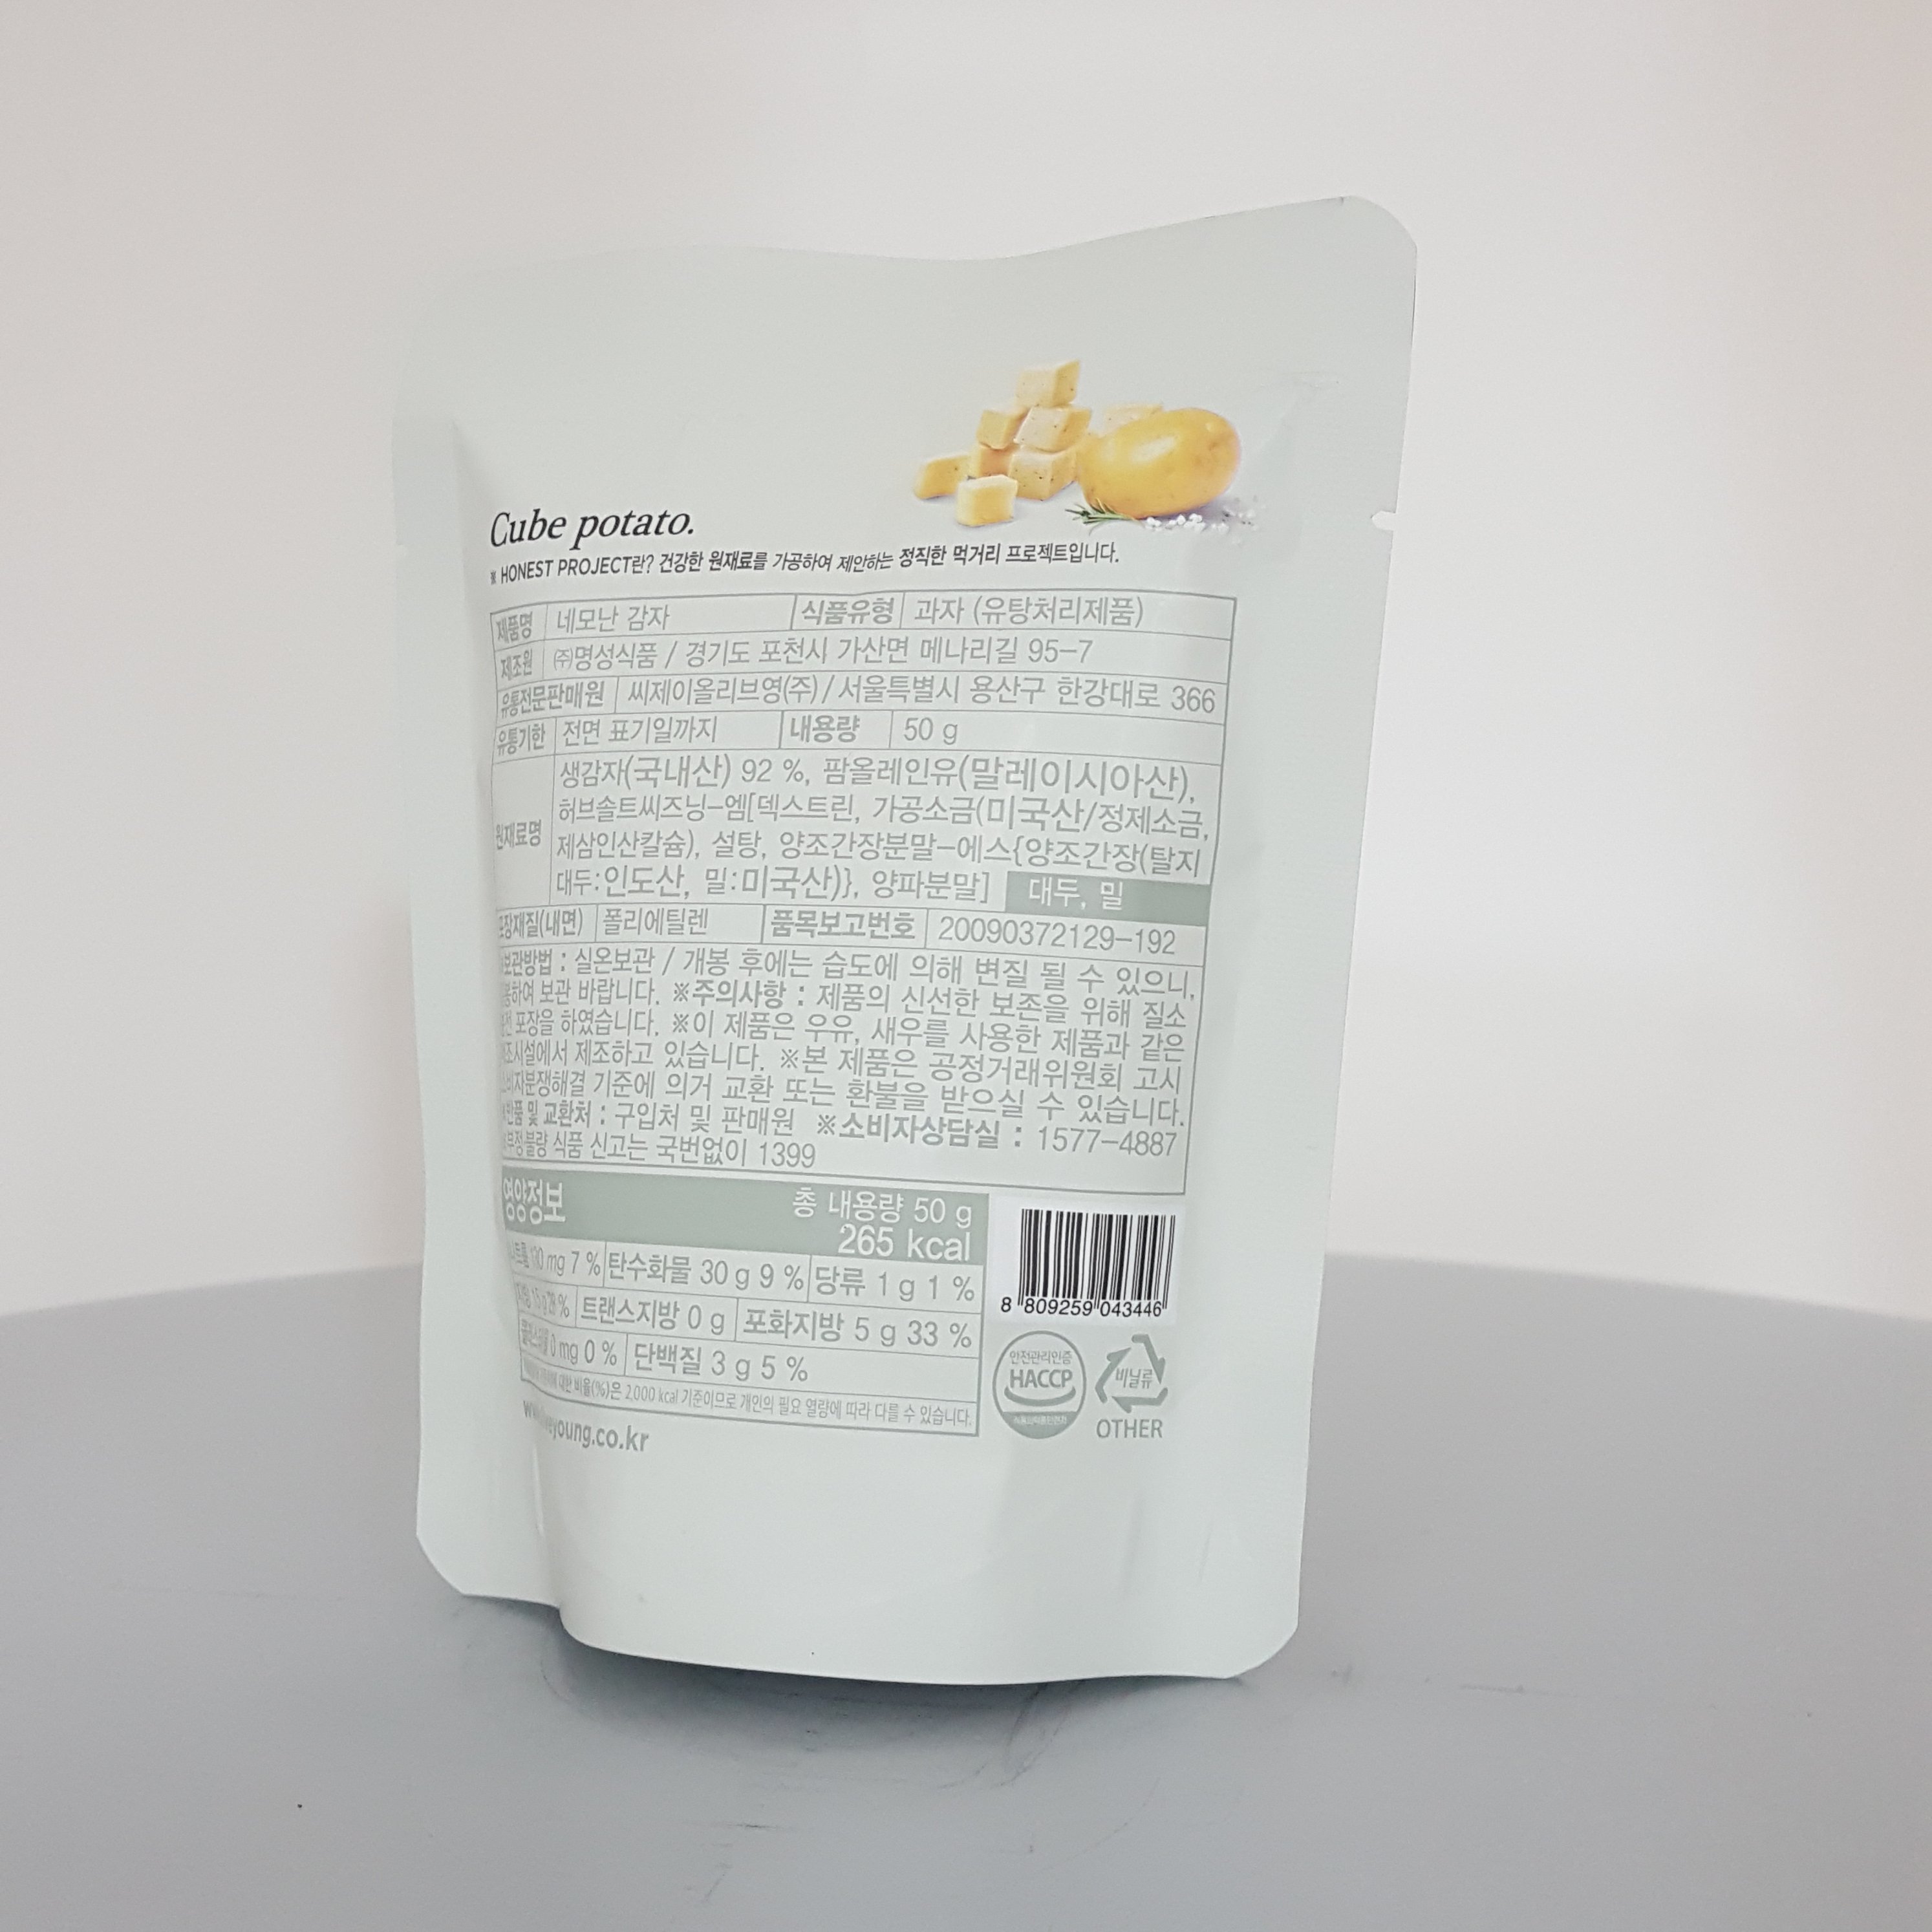 Cube potato.
※ HONEST PROJECT란? 건강한 원재료를 가공하여 제안하는 정직한 먹거리 프로젝트입니다.
제품명 네모난 감자 식품유형 과자 (유탕처리제품)
제조원 ㈜명성식품 / 경기도 포천시 가산면 메나리길 95-7
유통전문판매원 씨제이올리브영(주) / 서울특별시 용산구 한강대로 366
유통기한 전면 표기일까지 내용량 50 g
원재료명 생감자(국내산) 92 %, 팜올레인유(말레이시아산),
허브솔트씨즈닝-엠[덱스트린, 가공소금(미국산/정제소금,
제삼인산칼슘), 설탕, 양조간장분말-에스{양조간장(탈지
대두:인도산, 밀:미국산)}, 양파분말] 대두, 밀
포장재질(내면) 폴리에틸렌 품목보고번호 20090372129-192
보관방법 : 실온보관 / 개봉 후에는 습도에 의해 변질 될 수 있으니,
보관 바랍니다. ※주의사항 : 제품의 신선한 보존을 위해 질소
포장을 하였습니다. ※이 제품은 우유, 새우를 사용한 제품과 같은
제조시설에서 제조하고 있습니다. ※본 제품은 공정거래위원회 고시
소비자분쟁해결 기준에 의거 교환 또는 환불을 받으실 수 있습니다.
반품 및 교환처 : 구입처 및 판매원 ※소비자상담실 : 1577-4887
부정불량 식품 신고는 국번없이 1399
영양정보 총 내용량 50 g
265 kcal
mg 7 % 탄수화물 30 g 9 % 당류 1 g 1 %
트랜스지방 0 g 포화지방 5 g 33 %
0 mg 0 % 단백질 3 g 5 %
대한 비율(%)은 2,000 kcal 기준이므로 개인의 필요 열량에 따라 다를 수 있습니다.
8 809259 043446
안전관리인증
HACCP
비닐류
OTHER